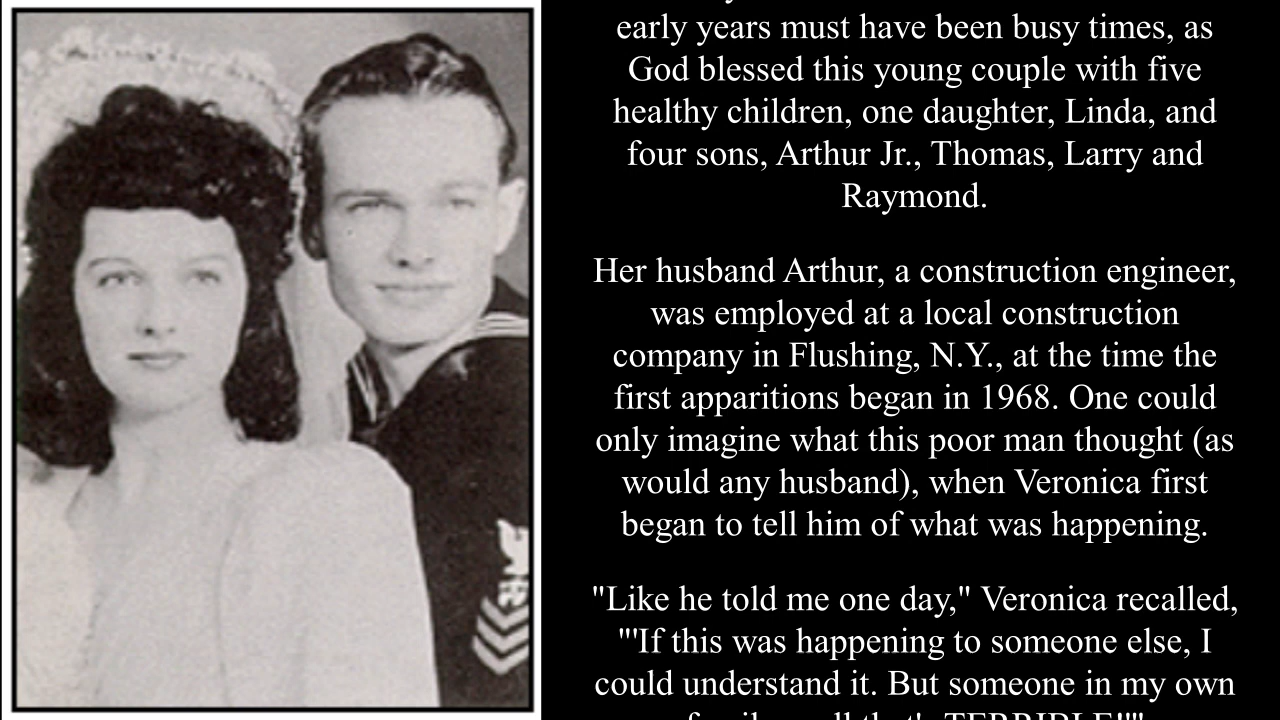 early years must have been busy times, as
God blessed this young couple with five
healthy children, one daughter, Linda, and
four sons, Arthur Jr., Thomas, Larry and
Raymond.
Her husband Arthur, a construction engineer,
was employed at a local construction
company in Flushing, N.Y., at the time the
first apparitions began in 1968. One could
only imagine what this poor man thought (as
would any husband), when Veronica first
began to tell him of what was happening.
"Like he told me one day," Veronica recalled,
"'If this was happening to someone else, I
could understand it. But someone in my own